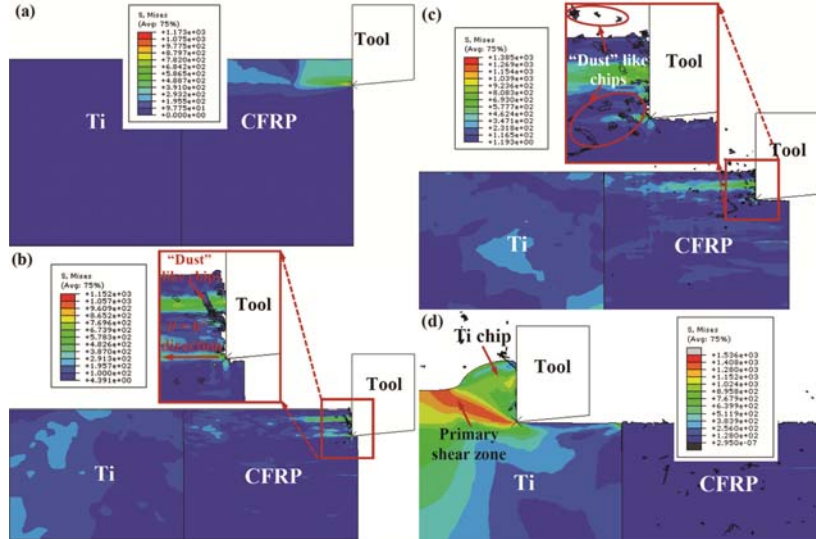 (a)
S, Mises
(Avg: 75%)
+1.173e+03
+1.075e+03
+9.775e+02
+8.797e+02
+7.820e+02
+6.842e+02
+5.865e+02
+4.887e+02
+3.910e+02
+2.932e+02
+1.955e+02
+9.775e+01
+0.000e+00
Tool
Ti
CFRP
(b)
S, Mises
(Avg: 75%)
+1.152e+03
+1.057e+03
+9.609e+02
+8.652e+02
+7.696e+02
+6.739e+02
+5.783e+02
+4.826e+02
+3.870e+02
+2.913e+02
+1.957e+02
+1.000e+02
+4.391e+00
“Dust”
like chips
direction
Tool
Tool
Ti
CFRP
(c)
S, Mises
(Avg: 75%)
+1.385e+03
+1.269e+03
+1.154e+03
+1.039e+03
+9.236e+02
+8.083e+02
+6.930e+02
+5.777e+02
+4.624e+02
+3.471e+02
+2.318e+02
+1.165e+02
+1.193e+00
“Dust” like
chips
Tool
Tool
Ti
CFRP
(d)
Ti chip
Tool
Primary
shear zone
S, Mises
(Avg: 75%)
+1.536e+03
+1.408e+03
+1.280e+03
+1.152e+03
+1.024e+03
+8.958e+02
+7.679e+02
+6.399e+02
+5.119e+02
+3.839e+02
+2.560e+02
+1.280e+02
+2.950e-07
Ti
CFRP